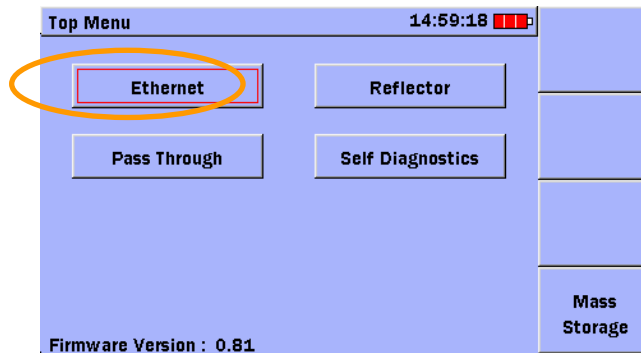 Top Menu 14:59:18
Ethernet Reflector
Pass Through Self Diagnostics
Mass
Storage
Firmware Version : 0.81